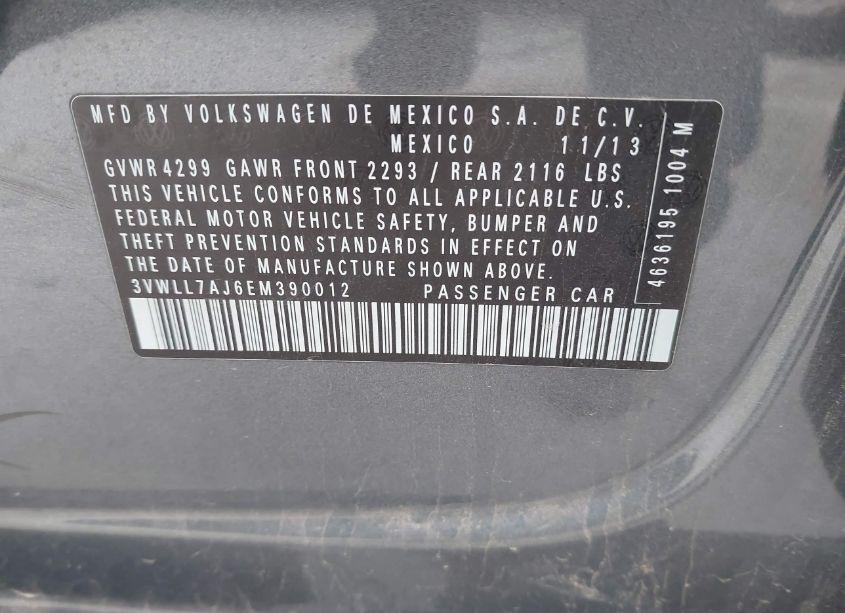 MFD BY VOLKSWAGEN DE MEXICO S.A. DE C.V.
MEXICO 11/13
GVWR 4299 GAWR FRONT 2293 / REAR 2116 LBS
THIS VEHICLE CONFORMS TO ALL APPLICABLE U.S.
FEDERAL MOTOR VEHICLE SAFETY, BUMPER AND
THEFT PREVENTION STANDARDS IN EFFECT ON
THE DATE OF MANUFACTURE SHOWN ABOVE.
3VWLL7AJ6EM390012 PASSENGER CAR
4636195 1004 M